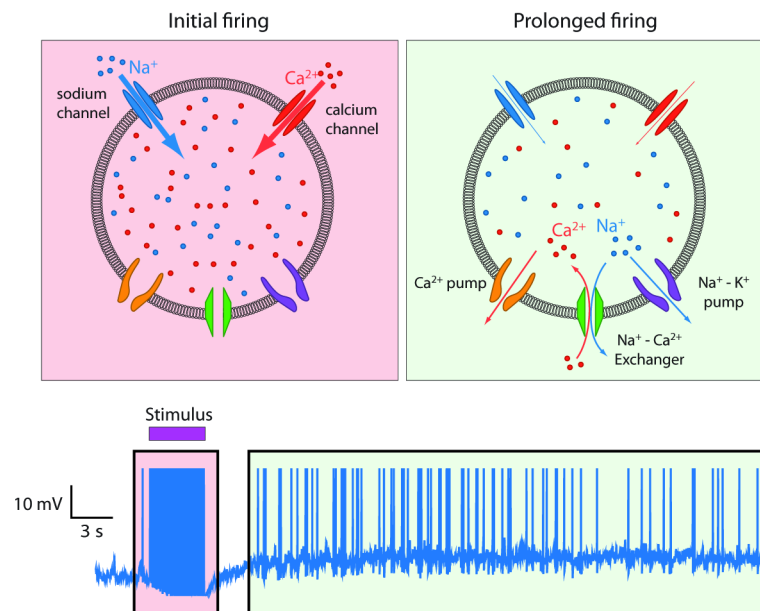 Initial firing
Prolonged firing
Na⁺
Ca²⁺
sodium
channel
calcium
channel
Ca²⁺
Na⁺
Ca²⁺ pump
Na⁺ - K⁺
pump
Na⁺ - Ca²⁺
Exchanger
Stimulus
10 mV
3 s